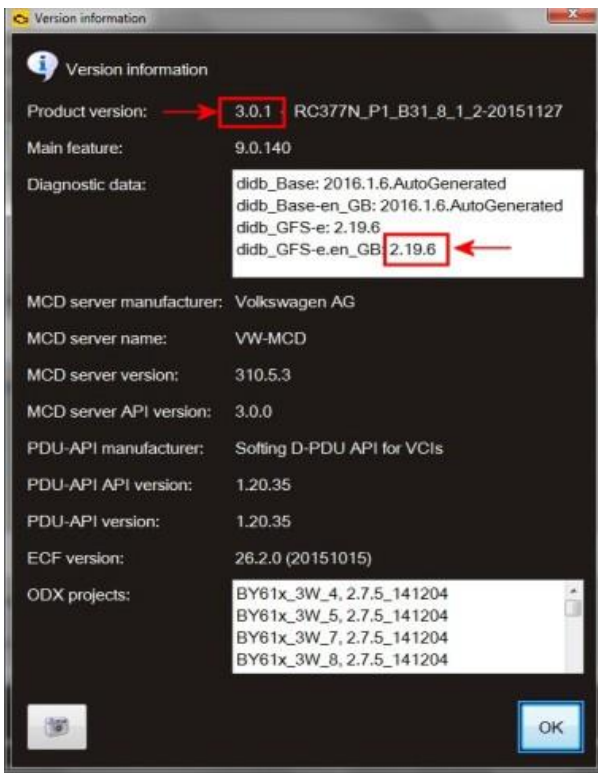 Version information
Version information
Product version: 3.0.1 - RC377N_P1_B31_8_1_2-20151127
Main feature: 9.0.140
Diagnostic data: didb_Base: 2016.1.6.AutoGenerated
didb_Base-en_GB: 2016.1.6.AutoGenerated
didb_GFS-e: 2.19.6
didb_GFS-e.en_GB: 2.19.6
MCD server manufacturer: Volkswagen AG
MCD server name: VW-MCD
MCD server version: 310.5.3
MCD server API version: 3.0.0
PDU-API manufacturer: Softing D-PDU API for VCIs
PDU-API API version: 1.20.35
PDU-API version: 1.20.35
ECF version: 26.2.0 (20151015)
ODX projects: BY61x_3W_4, 2.7.5_141204
BY61x_3W_5, 2.7.5_141204
BY61x_3W_7, 2.7.5_141204
BY61x_3W_8, 2.7.5_141204
OK